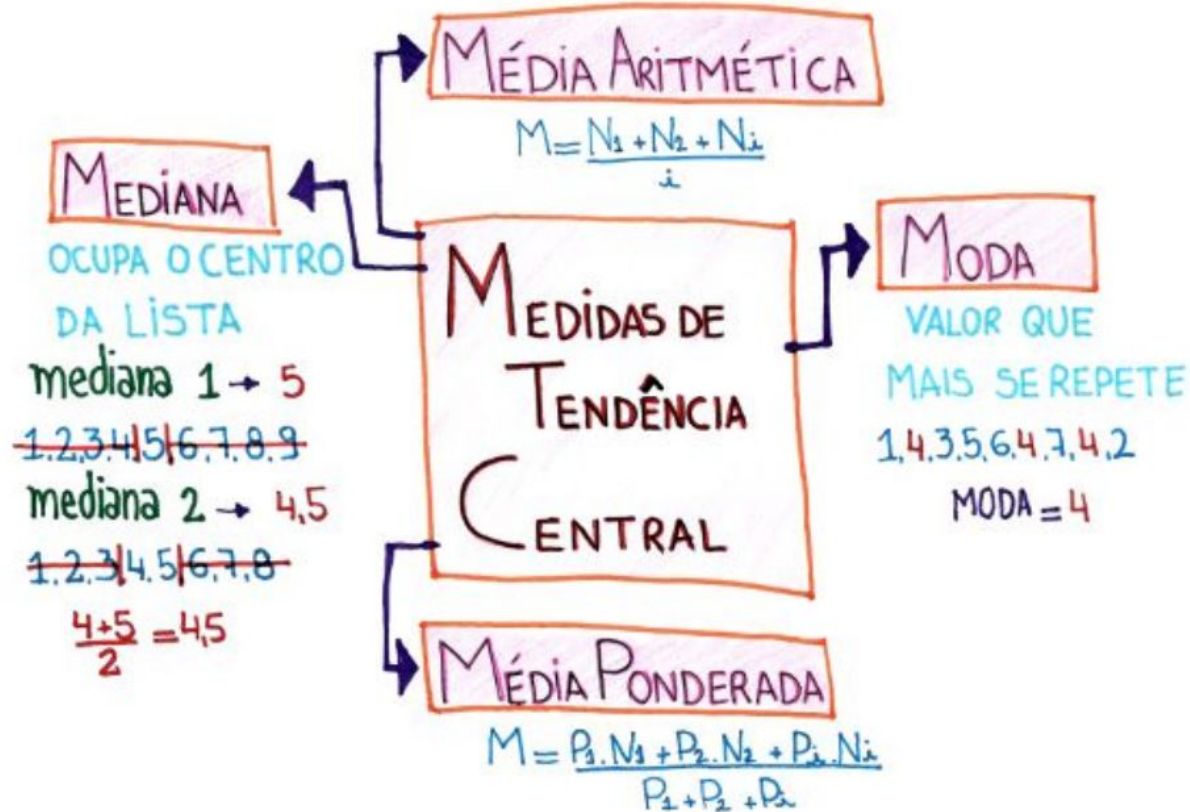 MÉDIA ARITMÉTICA
M = N1 + N2 + Ni
i
MEDIANA
OCUPA O CENTRO
DA LISTA
mediana 1 → 5
1.2.3.4|5|6.7.8.9
mediana 2 → 4,5
1.2.3|4.5|6.7.8
4+5
2
=4,5
MEDIDAS DE
TENDÊNCIA
CENTRAL
MODA
VALOR QUE
MAIS SE REPETE
1,4.3.5.6.4.7.4.2
MODA = 4
MÉDIA PONDERADA
M = P1.N1 + P2.N2 + Pi.Ni
P1 + P2 + Pi